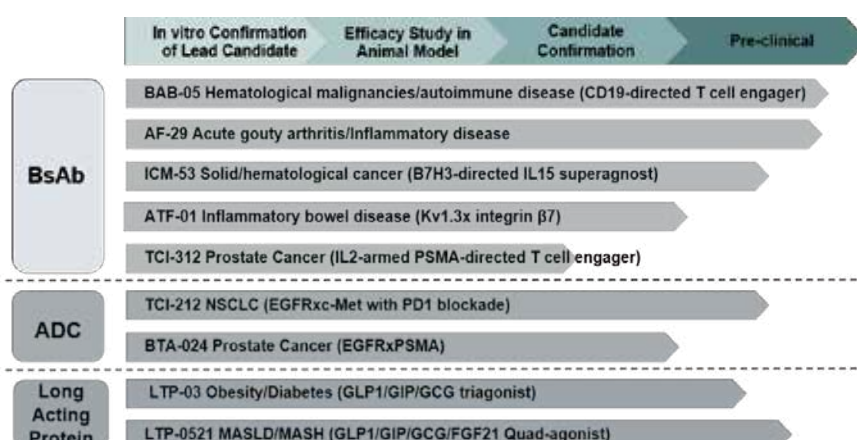 In vitro Confirmation
of Lead Candidate
Efficacy Study in
Animal Model
Candidate
Confirmation
Pre-clinical
BsAb
BAB-05 Hematological malignancies/autoimmune disease (CD19-directed T cell engager)
AF-29 Acute gouty arthritis/Inflammatory disease
ICM-53 Solid/hematological cancer (B7H3-directed IL15 superagnost)
ATF-01 Inflammatory bowel disease (Kv1.3x integrin β7)
TCI-312 Prostate Cancer (IL2-armed PSMA-directed T cell engager)
ADC
TCI-212 NSCLC (EGFRxc-Met with PD1 blockade)
BTA-024 Prostate Cancer (EGFRxPSMA)
Long
Acting
Protein
LTP-03 Obesity/Diabetes (GLP1/GIP/GCG triagonist)
LTP-0521 MASLD/MASH (GLP1/GIP/GCG/FGF21 Quad-agonist)